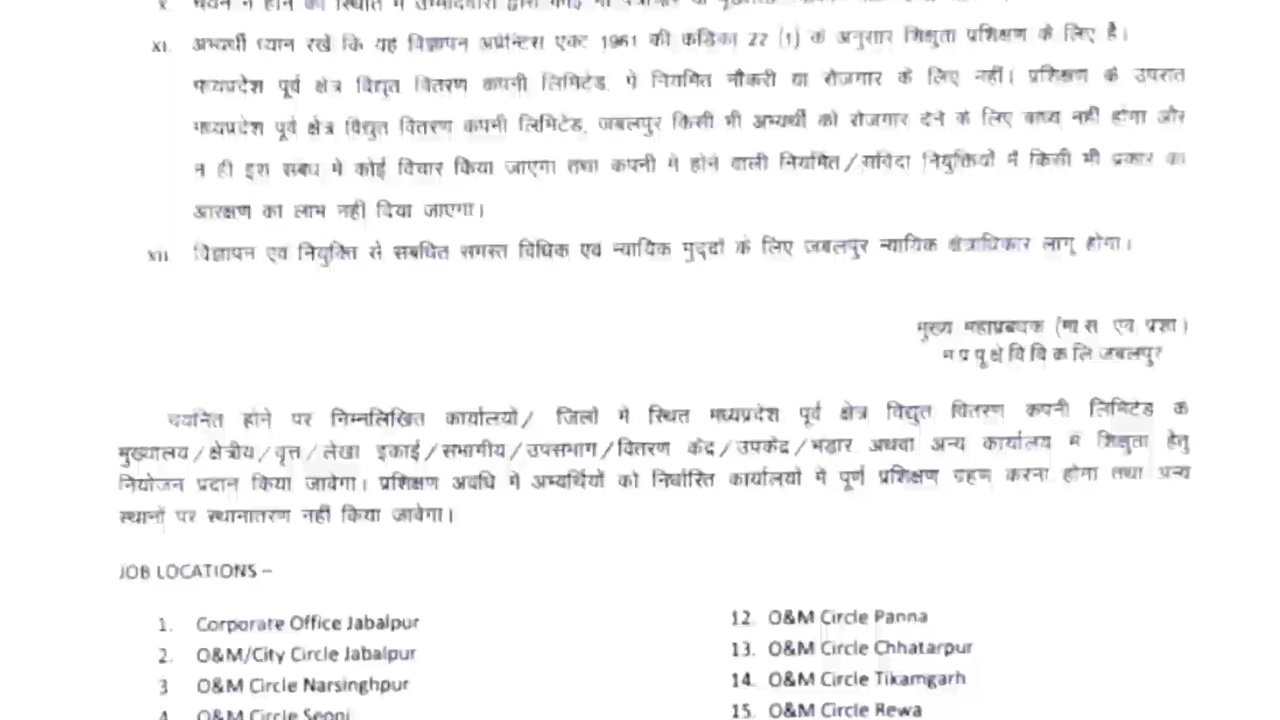 x. चयन न होने की स्थिति में उम्मीदवारों द्वारा कोई भी
xi. अभ्यर्थी ध्यान रखें कि यह विज्ञापन अप्रेन्टिस एक्ट 1961 की कंडिका 22 (1) के अनुसार शिक्षुता प्रशिक्षण के लिए है।
मध्यप्रदेश पूर्व क्षेत्र विद्युत वितरण कंपनी लिमिटेड, में नियमित नौकरी या रोजगार के लिए नहीं। प्रशिक्षण के उपरांत
मध्यप्रदेश पूर्व क्षेत्र विद्युत वितरण कंपनी लिमिटेड, जबलपुर किसी भी अभ्यर्थी को रोजगार देने के लिए बाध्य नहीं होगा और
न ही इस संबंध में कोई विचार किया जाएगा तथा कंपनी में होने वाली नियमित/संविदा नियुक्तियों में किसी भी प्रकार का
आरक्षण का लाभ नहीं दिया जाएगा।
xii. विज्ञापन एवं नियुक्ति से संबंधित समस्त विधिक एवं न्यायिक मुद्दों के लिए जबलपुर न्यायिक क्षेत्राधिकार लागू होगा।
मुख्य महाप्रबंधक (मा.सं. एवं प्रशा.)
म.प्र.पू.क्षे.वि.वि.कं.लि.जबलपुर
चयनित होने पर निम्नलिखित कार्यालयों/ जिलों में स्थित मध्यप्रदेश पूर्व क्षेत्र विद्युत वितरण कंपनी लिमिटेड के
मुख्यालय/क्षेत्रीय/वृत्त/लेखा इकाई/संभागीय/उपसंभाग/वितरण केंद्र/उपकेंद्र/भंडार अथवा अन्य कार्यालय में शिक्षुता हेतु
नियोजन प्रदान किया जावेगा। प्रशिक्षण अवधि में अभ्यर्थियों को निर्धारित कार्यालयों में पूर्ण प्रशिक्षण ग्रहण करना होगा तथा अन्य
स्थानों पर स्थानांतरण नहीं किया जावेगा।
JOB LOCATIONS –
1. Corporate Office Jabalpur
2. O&M/City Circle Jabalpur
3 O&M Circle Narsinghpur
4. O&M Circle Seoni
12. O&M Circle Panna
13. O&M Circle Chhatarpur
14. O&M Circle Tikamgarh
15. O&M Circle Rewa